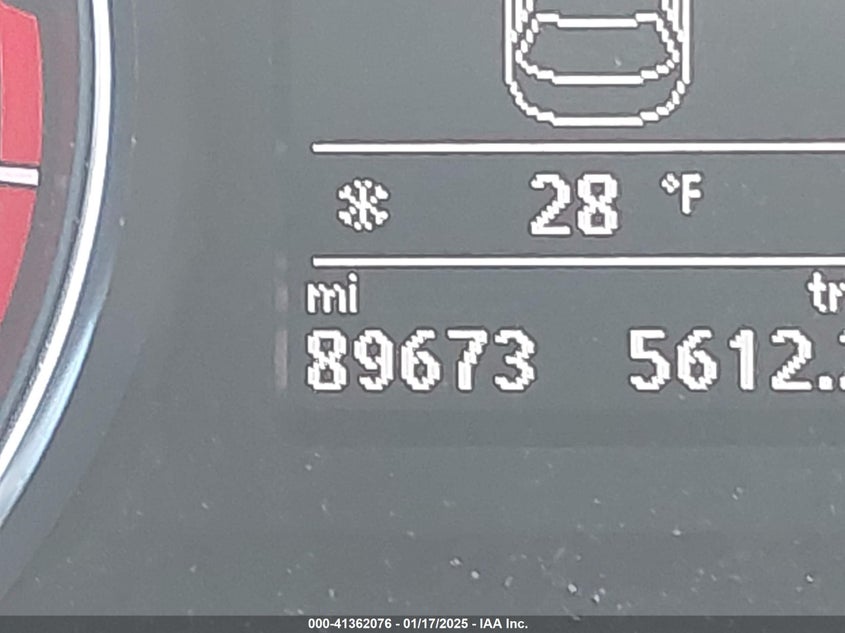 28 °F
mi
89673 5612.
000-41362076 - 01/17/2025 - IAA Inc.